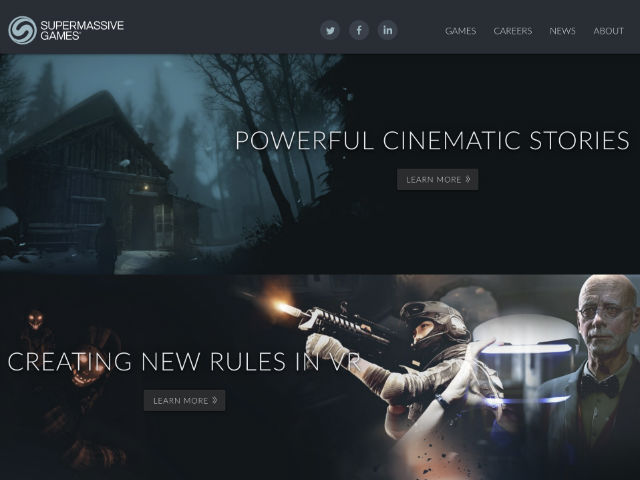 SUPERMASSIVE
GAMES
GAMES CAREERS NEWS ABOUT
POWERFUL CINEMATIC STORIES
LEARN MORE »
CREATING NEW RULES IN VR
LEARN MORE »